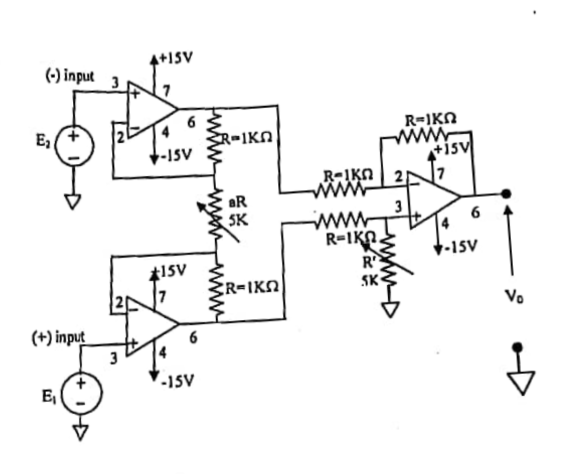 +15V
(-) input
3
7
+
6
R=1KΩ
E₂
+
−
2
−
4
-15V
R=1KΩ
+15V
R=1KΩ
2
−
7
aR
5K
3
+
6
R=1KΩ
4
-15V
R'
5K
+15V
7
2
−
R=1KΩ
V₀
(+) input
6
3
+
4
-15V
E₁
+
−